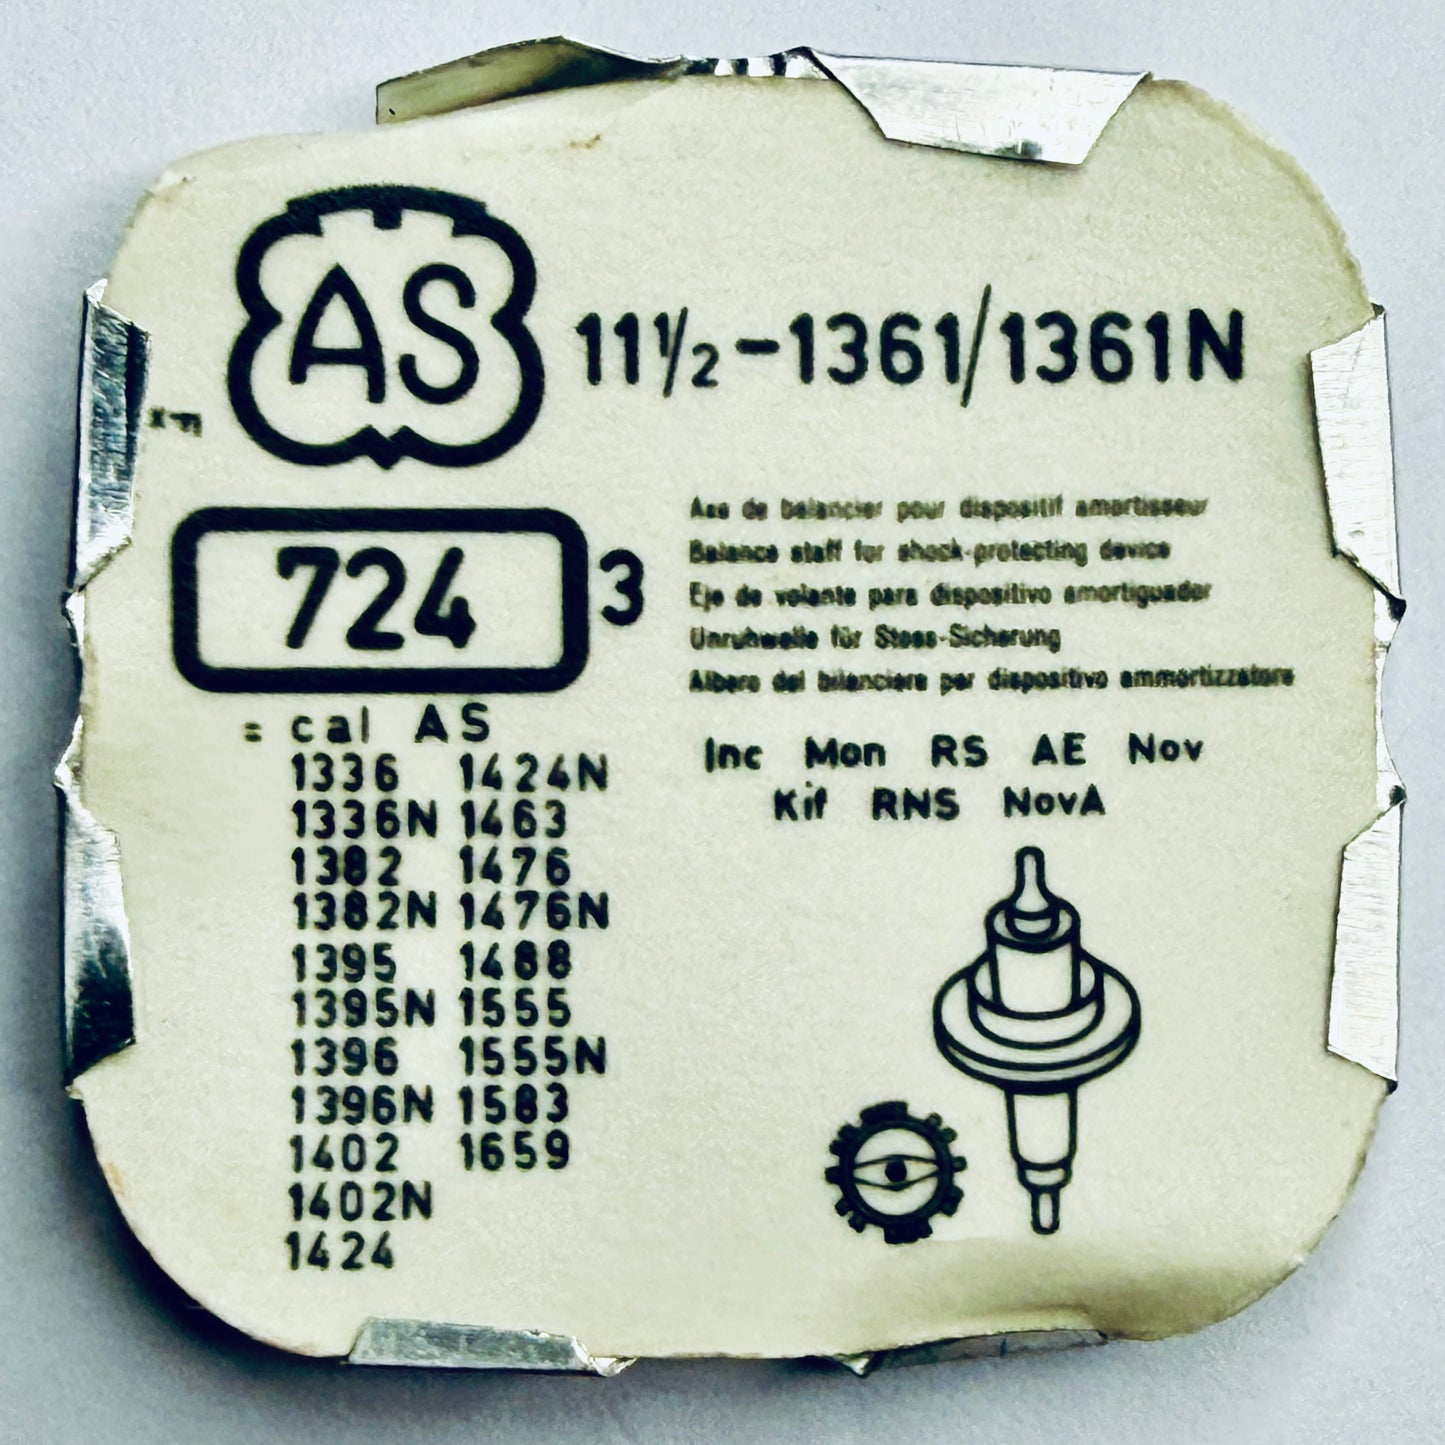 AS 11½-1361/1361N
724 3
Axe de balancier pour dispositif amortisseur
Balance staff for shock-protecting device
Eje de volante para dispositivo amortiguador
Unruhwelle für Stoss-Sicherung
Albero del bilanciere per dispositivo ammortizzatore
Inc Mon RS AE Nov
Kif RNS NovA
= cal AS
1336 1424N
1336N 1463
1382 1476
1382N 1476N
1395 1488
1395N 1555
1396 1555N
1396N 1583
1402 1659
1402N
1424